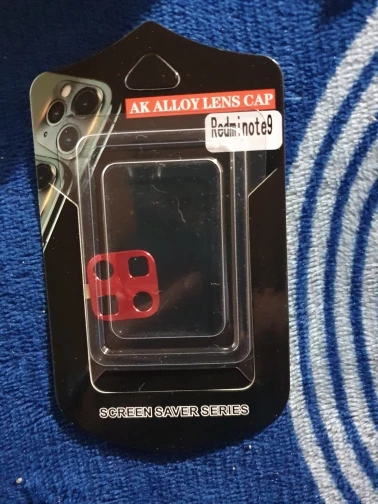 AK ALLOY LENS CAP
Redminote9
SCREEN SAVER SERIES